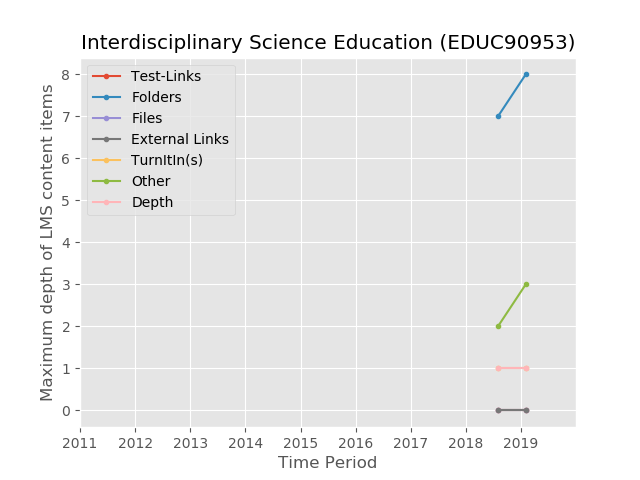 Interdisciplinary Science Education (EDUC90953)
Maximum depth of LMS content items
8
7
6
5
4
3
2
1
0
Test-Links
Folders
Files
External Links
TurnItIn(s)
Other
Depth
2011 2012 2013 2014 2015 2016 2017 2018 2019
Time Period